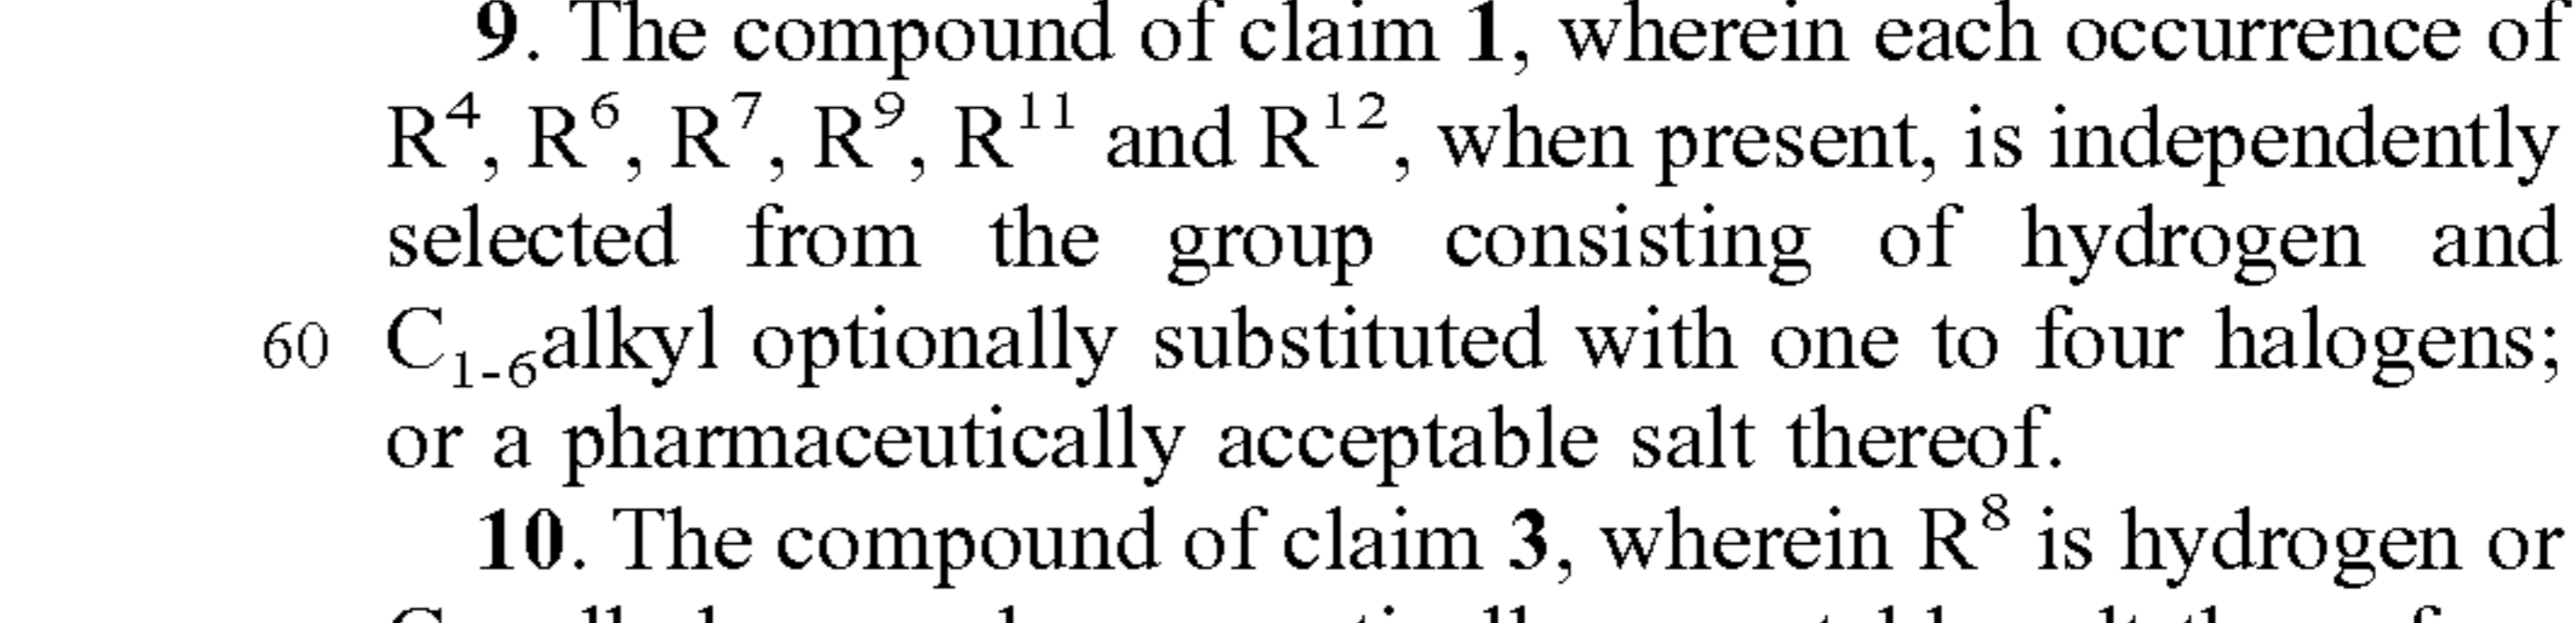 9. The compound of claim 1, wherein each occurrence of
R⁴, R⁶, R⁷, R⁹, R¹¹ and R¹², when present, is independently
selected from the group consisting of hydrogen and
60 C₁₋₆alkyl optionally substituted with one to four halogens;
or a pharmaceutically acceptable salt thereof.
10. The compound of claim 3, wherein R⁸ is hydrogen or